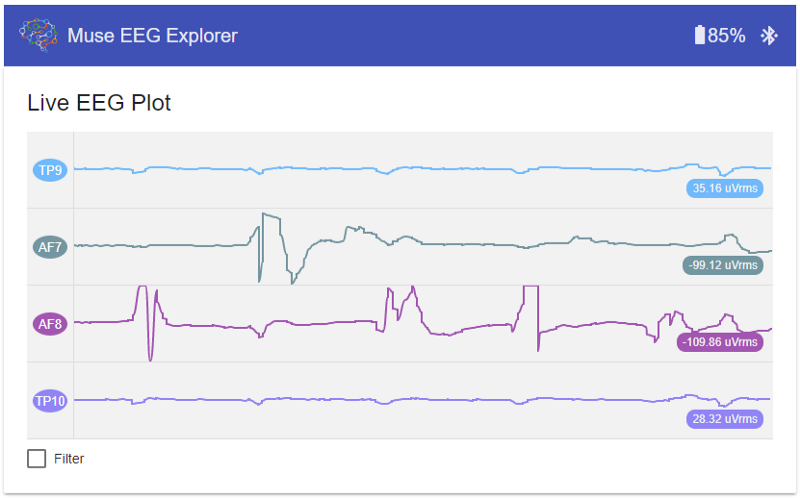 Muse EEG Explorer 85%
Live EEG Plot
TP9
35.16 uVrms
AF7
-99.12 uVrms
AF8
-109.86 uVrms
TP10
28.32 uVrms
Filter